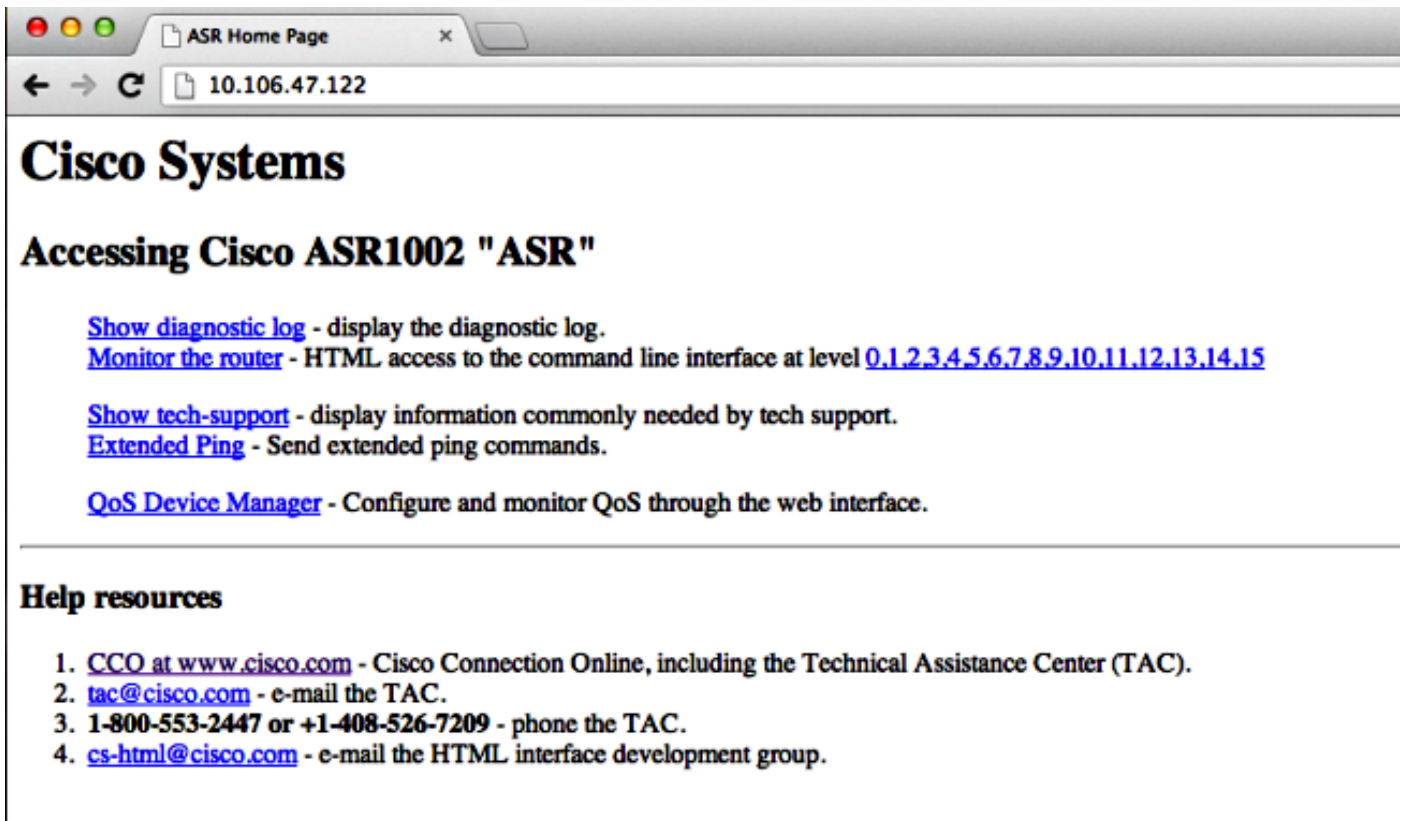 ASR Home Page
10.106.47.122
Cisco Systems
Accessing Cisco ASR1002 "ASR"
Show diagnostic log - display the diagnostic log.
Monitor the router - HTML access to the command line interface at level 0,1,2,3,4,5,6,7,8,9,10,11,12,13,14,15
Show tech-support - display information commonly needed by tech support.
Extended Ping - Send extended ping commands.
QoS Device Manager - Configure and monitor QoS through the web interface.
Help resources
1. CCO at www.cisco.com - Cisco Connection Online, including the Technical Assistance Center (TAC).
2. tac@cisco.com - e-mail the TAC.
3. 1-800-553-2447 or +1-408-526-7209 - phone the TAC.
4. cs-html@cisco.com - e-mail the HTML interface development group.